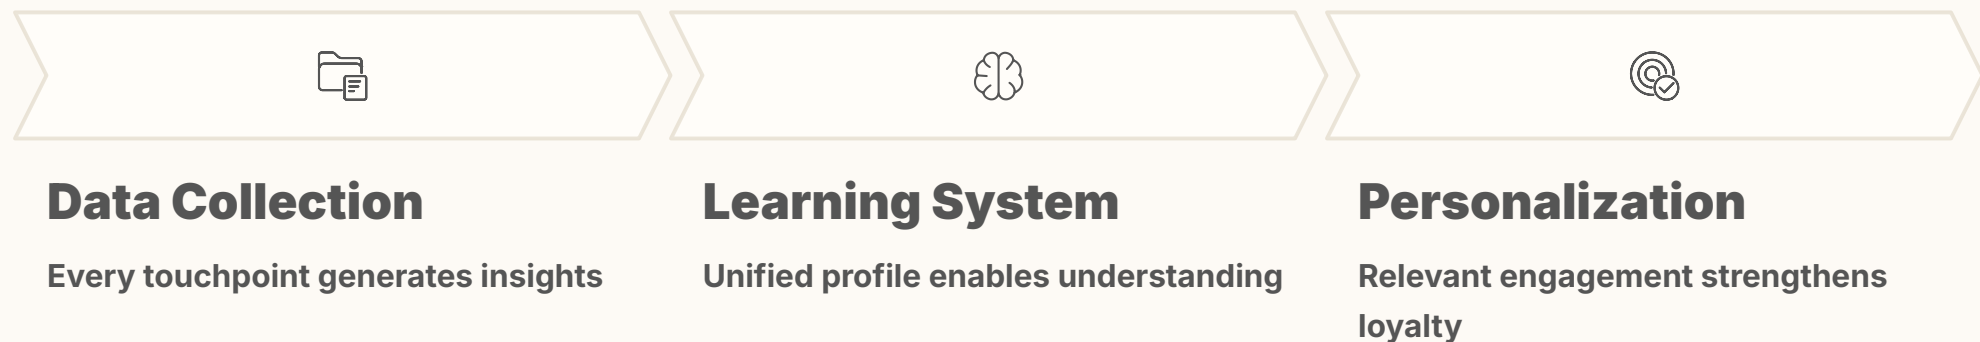 Data Collection
Every touchpoint generates insights
Learning System
Unified profile enables understanding
Personalization
Relevant engagement strengthens
loyalty